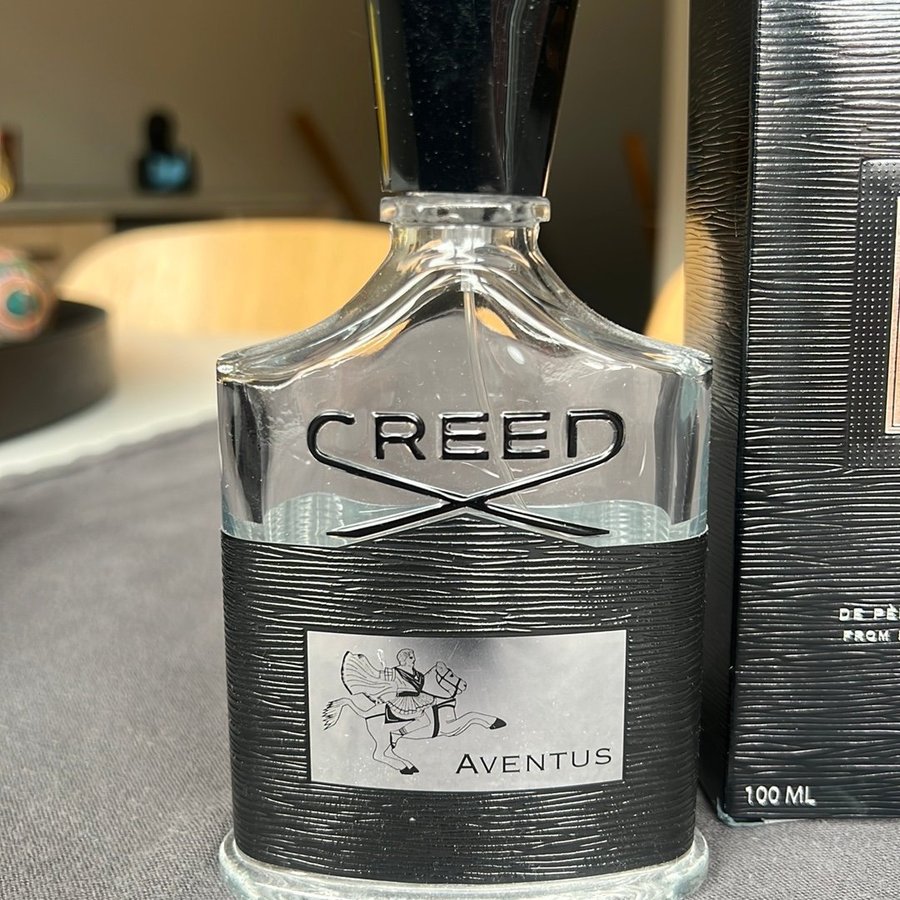 CREED
AVENTUS
DE PÈ
FROM
100 ML